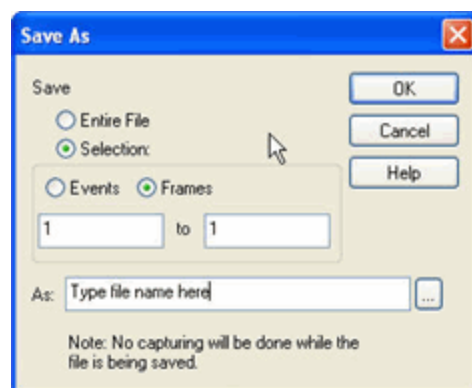 Save As
Save
OK
Entire File
Cancel
Selection:
Help
Events Frames
1 to 1
As: Type file name here ...
Note: No capturing will be done while the
file is being saved.